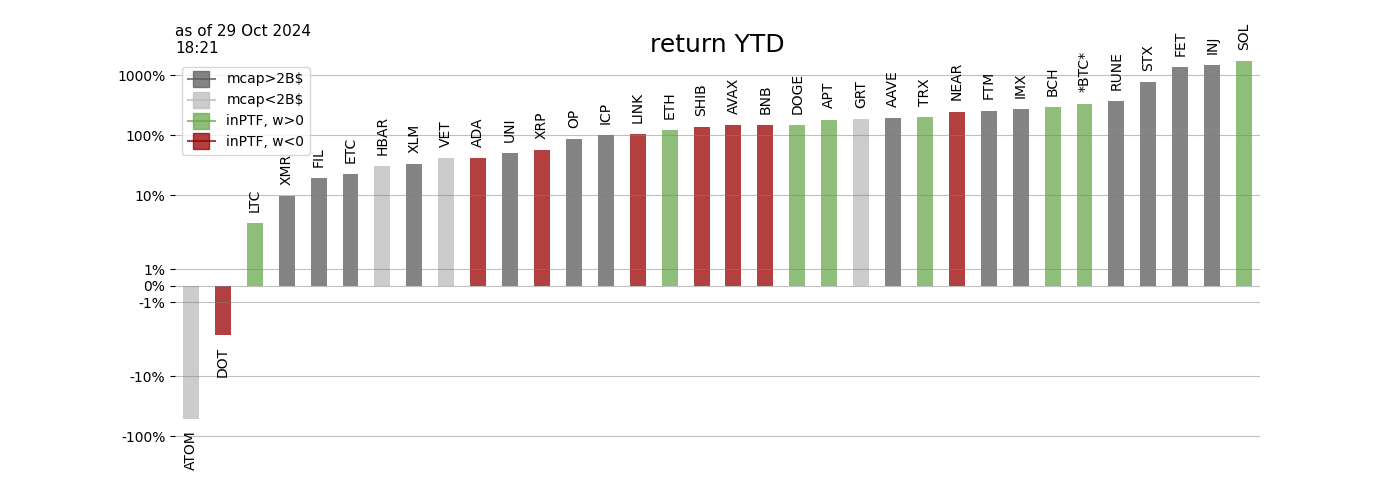 as of 29 Oct 2024
18:21
return YTD
mcap>2B$
mcap<2B$
inPTF, w>0
inPTF, w<0
1000%
100%
10%
1%
0%
-1%
-10%
-100%
ATOM
DOT
LTC
XMR
FIL
ETC
HBAR
XLM
VET
ADA
UNI
XRP
OP
ICP
LINK
ETH
SHIB
AVAX
BNB
DOGE
APT
GRT
AAVE
TRX
NEAR
FTM
IMX
BCH
*BTC*
RUNE
STX
FET
INJ
SOL